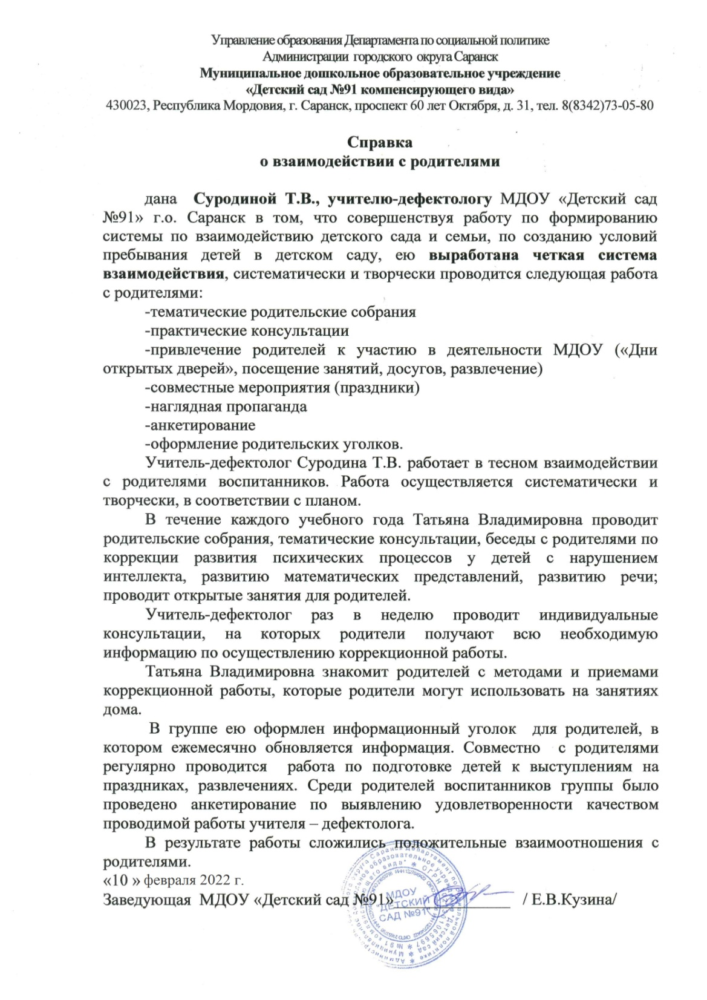 Управление образования Департамента по социальной политике
Администрации городского округа Саранск
Муниципальное дошкольное образовательное учреждение
«Детский сад №91 компенсирующего вида»
430023, Республика Мордовия, г. Саранск, проспект 60 лет Октября, д. 31, тел. 8(8342)73-05-80
Справка
о взаимодействии с родителями
дана Суродиной Т.В., учителю-дефектологу МДОУ «Детский сад
№91» г.о. Саранск в том, что совершенствуя работу по формированию
системы по взаимодействию детского сада и семьи, по созданию условий
пребывания детей в детском саду, ею выработана четкая система
взаимодействия, систематически и творчески проводится следующая работа
с родителями:
-тематические родительские собрания
-практические консультации
-привлечение родителей к участию в деятельности МДОУ («Дни
открытых дверей», посещение занятий, досугов, развлечение)
-совместные мероприятия (праздники)
-наглядная пропаганда
-анкетирование
-оформление родительских уголков.
Учитель-дефектолог Суродина Т.В. работает в тесном взаимодействии
с родителями воспитанников. Работа осуществляется систематически и
творчески, в соответствии с планом.
В течение каждого учебного года Татьяна Владимировна проводит
родительские собрания, тематические консультации, беседы с родителями по
коррекции развития психических процессов у детей с нарушением
интеллекта, развитию математических представлений, развитию речи;
проводит открытые занятия для родителей.
Учитель-дефектолог раз в неделю проводит индивидуальные
консультации, на которых родители получают всю необходимую
информацию по осуществлению коррекционной работы.
Татьяна Владимировна знакомит родителей с методами и приемами
коррекционной работы, которые родители могут использовать на занятиях
дома.
В группе ею оформлен информационный уголок для родителей, в
котором ежемесячно обновляется информация. Совместно с родителями
регулярно проводится работа по подготовке детей к выступлениям на
праздниках, развлечениях. Среди родителей воспитанников группы было
проведено анкетирование по выявлению удовлетворенности качеством
проводимой работы учителя – дефектолога.
В результате работы сложились положительные взаимоотношения с
родителями.
«10 » февраля 2022 г.
Заведующая МДОУ «Детский сад №91»______________ / Е.В.Кузина/
МДОУ
"ДЕТСКИЙ
САД №91"